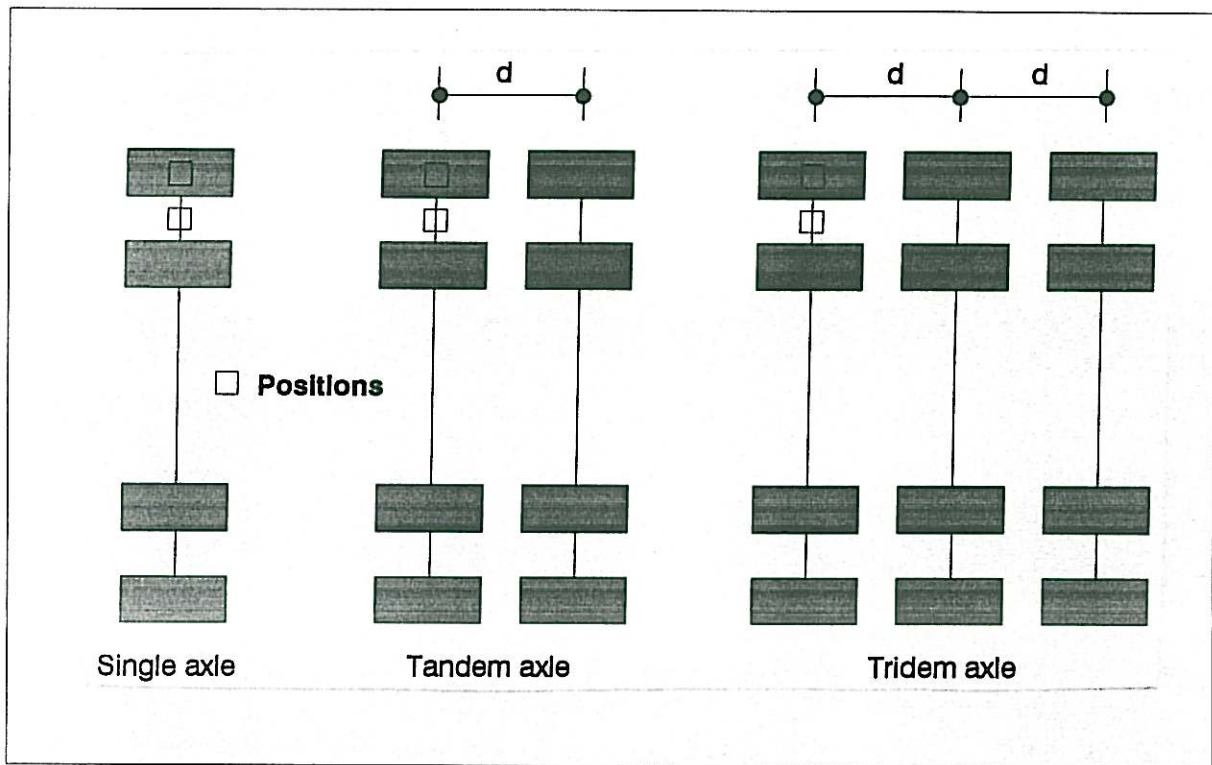 d
d
d
Positions
Single axle
Tandem axle
Tridem axle